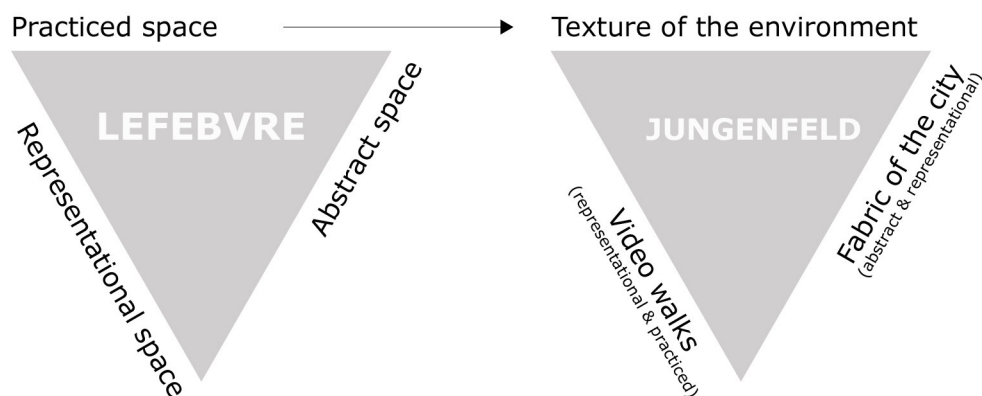 Practiced space
LEFEBVRE
Representational space
Abstract space
Texture of the environment
JUNGENFELD
Video walks
(representational & practiced)
Fabric of the city
(abstract & representational)